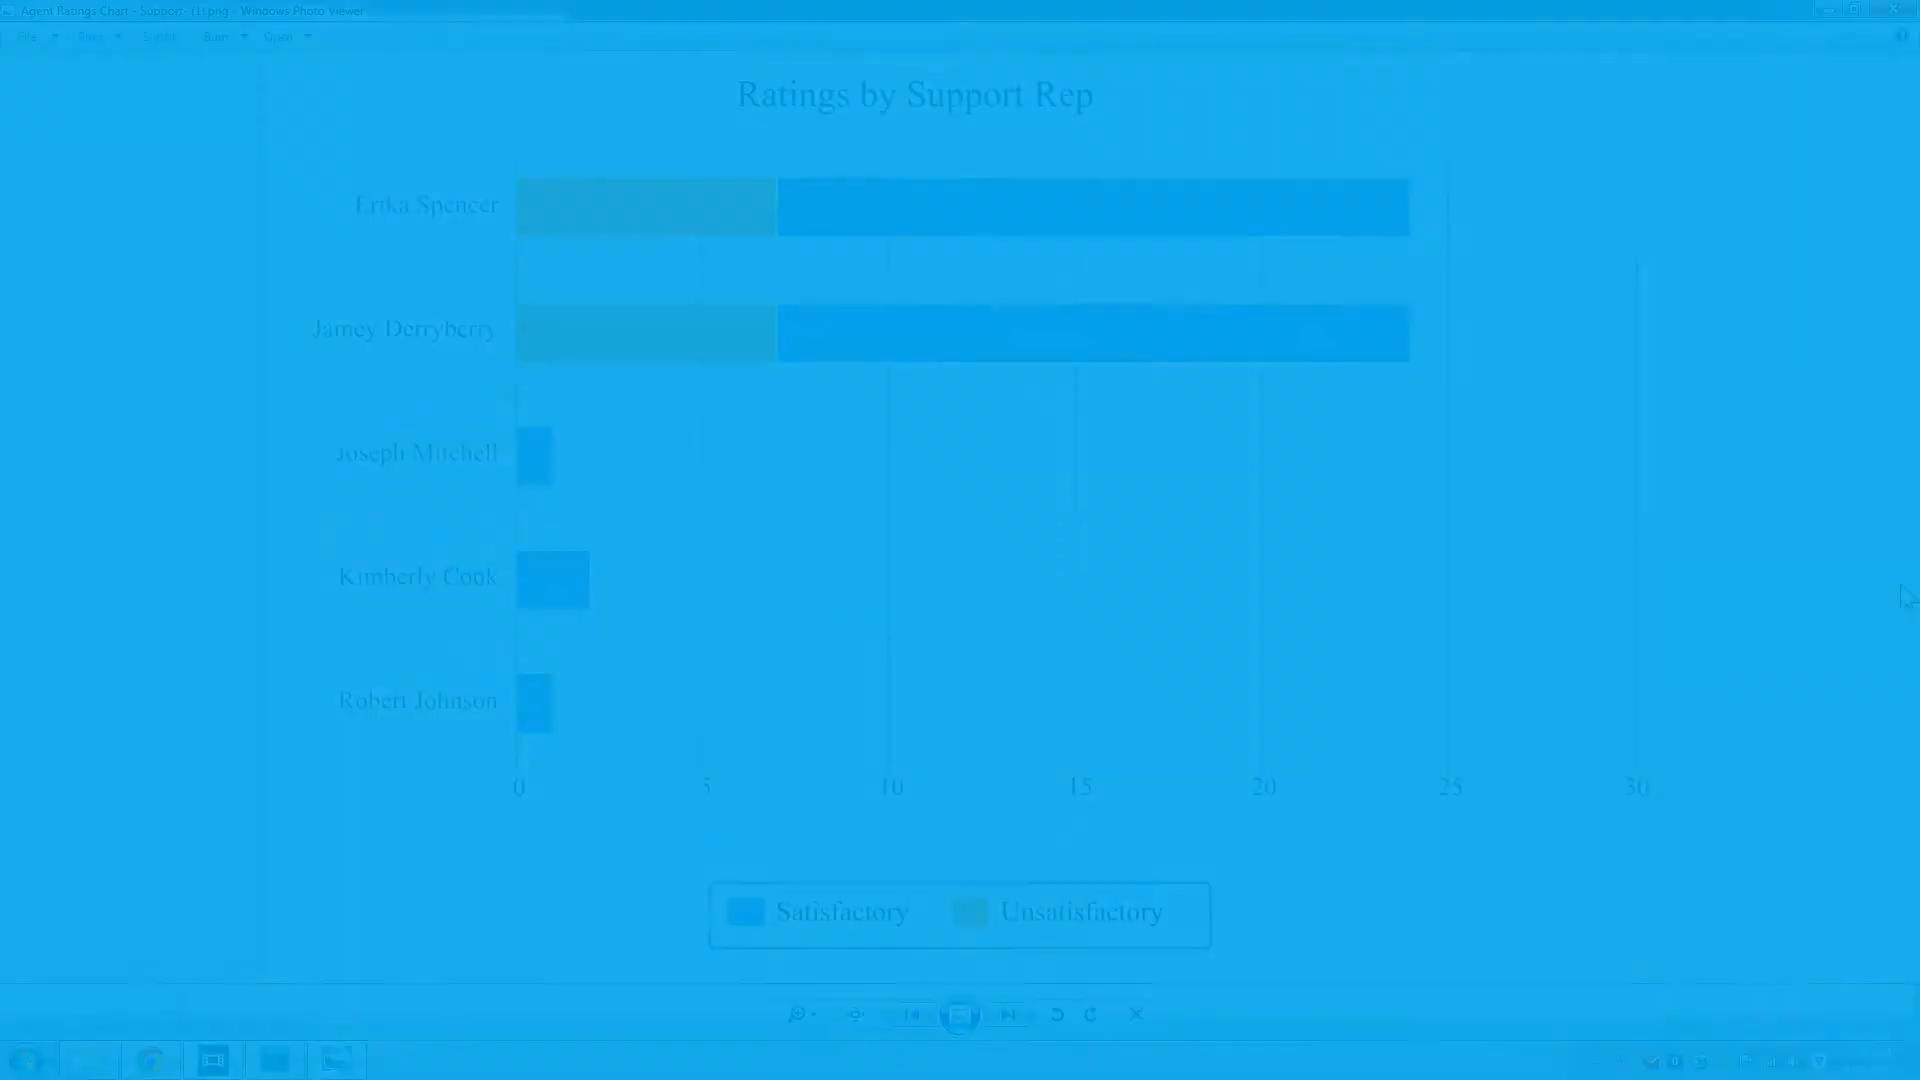 Agent Ratings Chart - Support- (1).png - Windows Photo Viewer
File Burn Open
Ratings by Support Rep
Erika Spencer
Jamey Derryberry
Joseph Mitchell
Kimberly Cook
Robert Johnson
0 5 10 15 20 25 30
Satisfactory Unsatisfactory